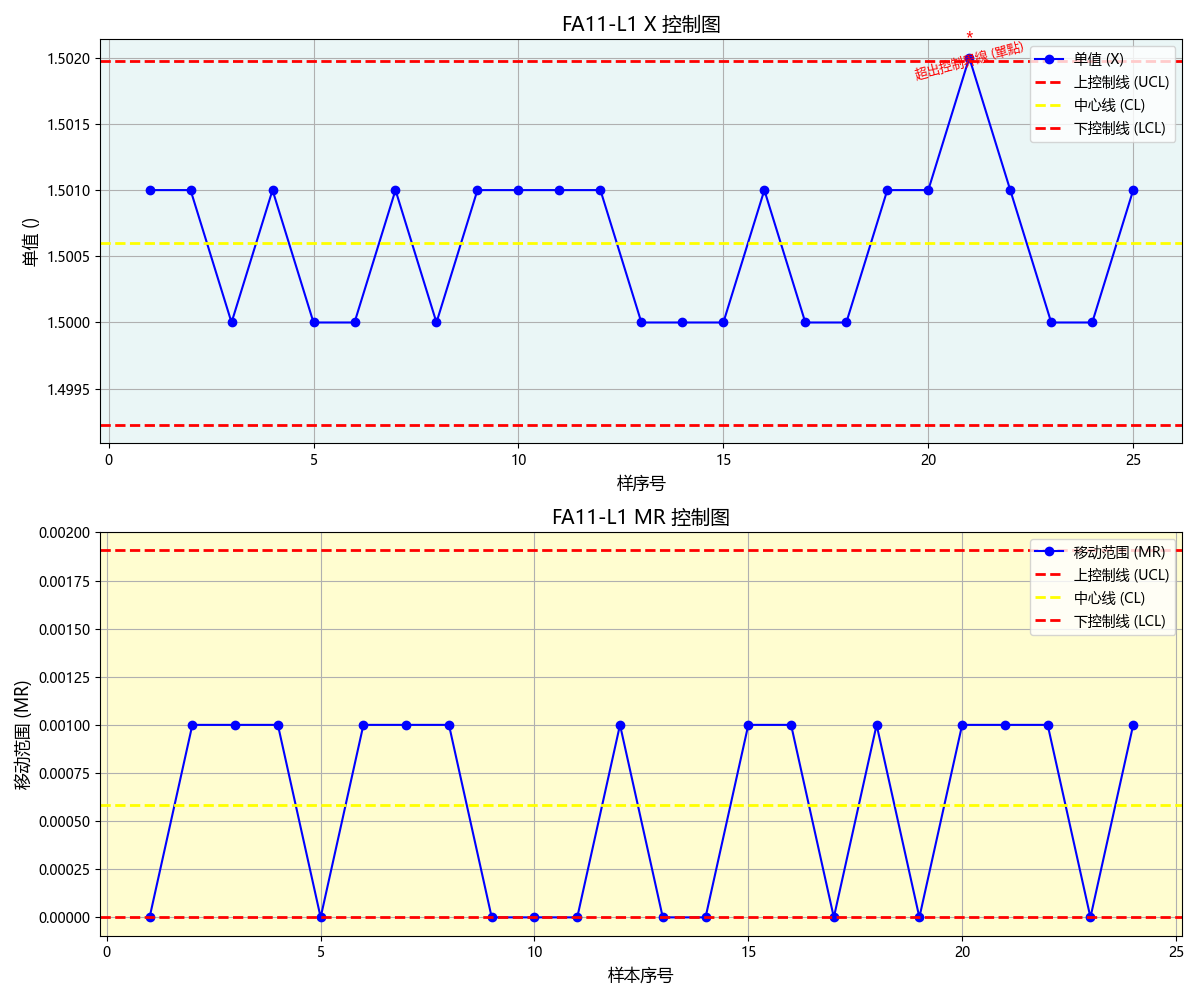 FA11-L1 X 控制图
*
超出控制界線 (單點)
单值 (X)
上控制线 (UCL)
中心线 (CL)
下控制线 (LCL)
1.5020
1.5015
1.5010
1.5005
1.5000
1.4995
单值 ()
0 5 10 15 20 25
样序号
FA11-L1 MR 控制图
移动范围 (MR)
上控制线 (UCL)
中心线 (CL)
下控制线 (LCL)
0.00200
0.00175
0.00150
0.00125
0.00100
0.00075
0.00050
0.00025
0.00000
移动范围 (MR)
0 5 10 15 20 25
样本序号